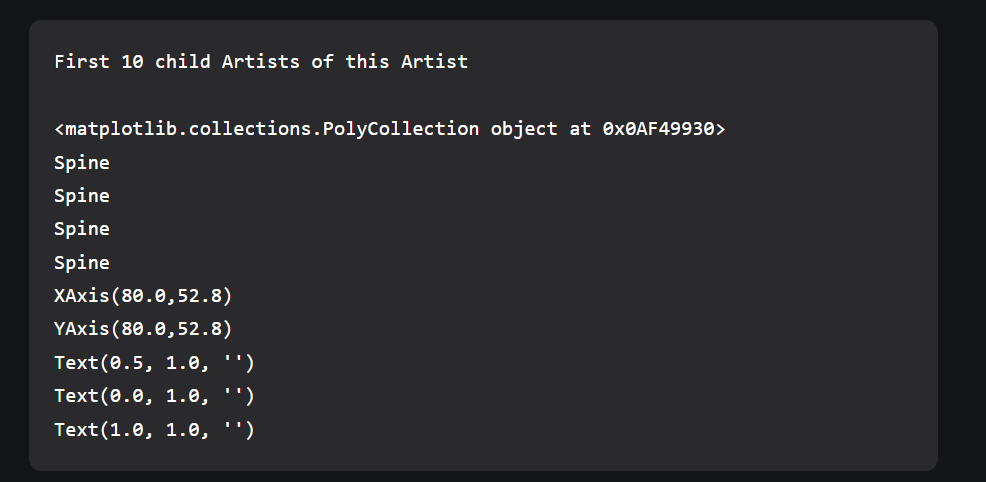 First 10 child Artists of this Artist
<matplotlib.collections.PolyCollection object at 0x0AF49930>
Spine
Spine
Spine
Spine
XAxis(80.0,52.8)
YAxis(80.0,52.8)
Text(0.5, 1.0, '')
Text(0.0, 1.0, '')
Text(1.0, 1.0, '')